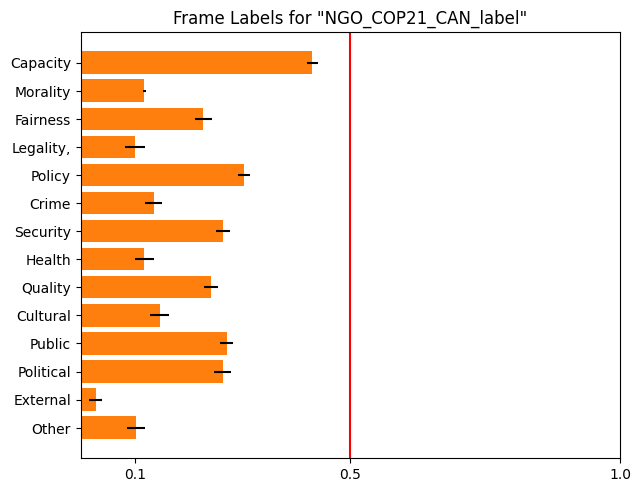 Frame Labels for "NGO_COP21_CAN_label"
Capacity
Morality
Fairness
Legality,
Policy
Crime
Security
Health
Quality
Cultural
Public
Political
External
Other
0.1 0.5 1.0